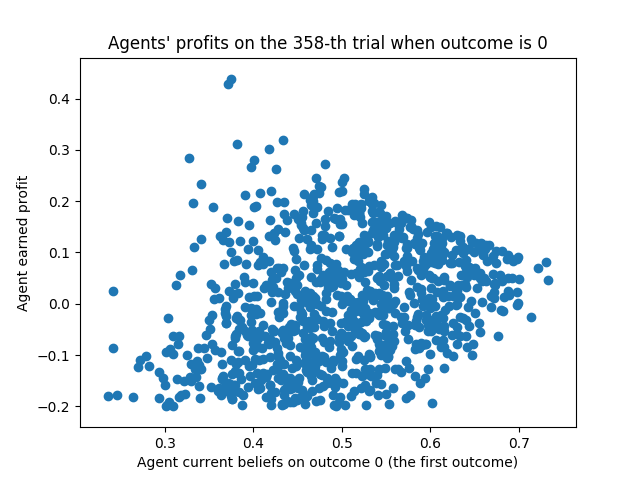 Agents' profits on the 358-th trial when outcome is 0
0.4
0.3
0.2
0.1
0.0
−0.1
−0.2
Agent earned profit
0.3 0.4 0.5 0.6 0.7
Agent current beliefs on outcome 0 (the first outcome)